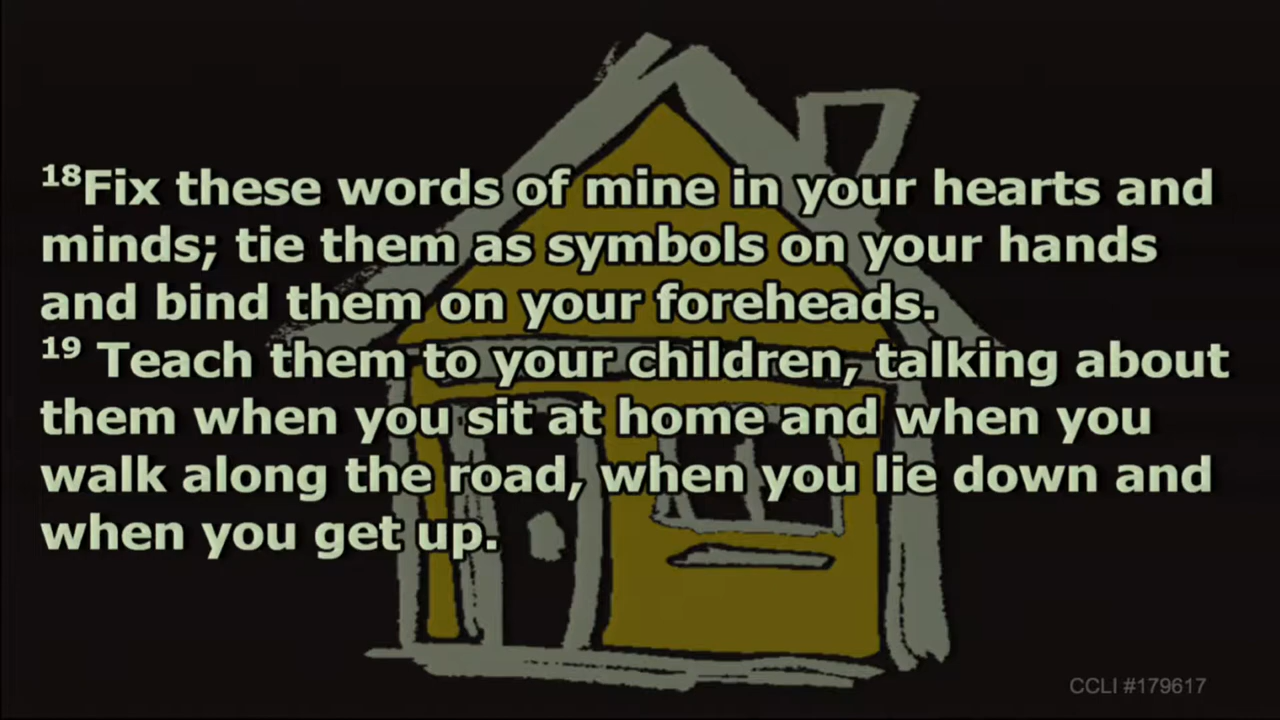 18Fix these words of mine in your hearts and
minds; tie them as symbols on your hands
and bind them on your foreheads.
19 Teach them to your children, talking about
them when you sit at home and when you
walk along the road, when you lie down and
when you get up.
CCLI #179617